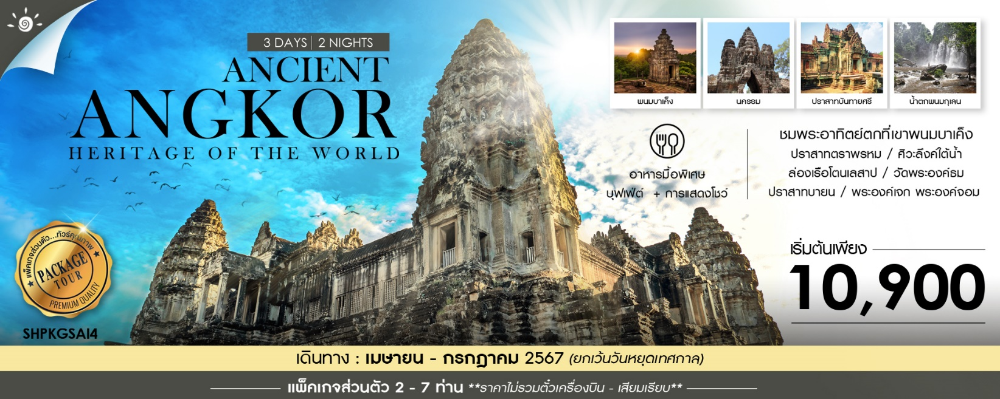 3 DAYS | 2 NIGHTS
ANCIENT
ANGKOR
HERITAGE OF THE WORLD
พนมบาเค็ง
นครธม
ปราสาทบันทายศรี
น้ำตกพนมกุเลน
อาหารมื้อพิเศษ
บุฟเฟ่ต์ + การแสดงโชว์
ชมพระอาทิตย์ตกที่เขาพนมบาเค็ง
ปราสาทตราพรหม / ศิวะลึงค์ใต้น้ำ
ล่องเรือโตนเลสาป / วัดพระองค์ธม
ปราสาทบายน / พระองค์เจก พระองค์จอม
เริ่มต้นเพียง
10,900
แพ็คเกจส่วนตัว...ทัวร์คุณภาพ
PACKAGE
TOUR
PREMIUM QUALITY
SHPKGSAI4
เดินทาง : เมษายน - กรกฎาคม 2567 (ยกเว้นวันหยุดเทศกาล)
แพ็คเกจส่วนตัว 2 - 7 ท่าน **ราคาไม่รวมตั๋วเครื่องบิน - เสียมเรียบ**